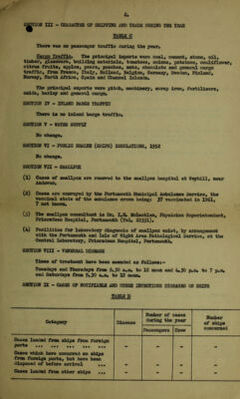 4.
SECTION III - CHARACTER OF SHIPPING AND TRADE DURING THE YEAR
TABLE C
There was no passenger traffic during the year.
Cargo Traffic. The principal imports were coal, cement, stone, oil,
timber, glassware, building materials, tomatoes, onions, potatoes, cauliflower,
citrus fruits, apples, pears, peaches, nuts, chocolate and general cargo
traffic, from France, Italy, Holland, Belgium, Germany, Sweden, Finland,
Norway, North Africa, Spain and Channel Islands.
The principal exports were pitch, machinery, scrap iron, fertilisers,
malt, barley and general cargo.
SECTION IV - INLAND BARGE TRAFFIC
There is no inland barge traffic.
SECTION V - WATER SUPPLY
No change.
SECTION VI - PUBLIC HEALTH (SHIPS) REGULATIONS, 1952
No change.
SECTION VII - SMALLPOX
(1) Cases of smallpox are removed to the smallpox hospital at Weyhill, near
Andover.
(2) Cases are conveyed by the Portsmouth Municipal Ambulance Service, the
vaccinal state of the ambulance crews being: 37 vaccinated in 1961,
7 not known.
(3) The smallpox consultant is Dr. I.M. McLachlan, Physician Superintendent,
Priorsdean Hospital, Portsmouth
(4) Facilities for laboratory diagnosis of smallpox exist, by arrangement
with the Portsmouth and Isle of Wight Area Pathological Service, at the
Central Laboratory, Priorsdean Hospital, Portsmouth.
SECTION VIII - VENEREAL DISEASE
Times of treatment have been amended as follows:-
Tuesdays and Thursdays from 9.30 a.m. to 12 noon and 4.30 p.m. to 7 p.m.
and Saturdays from 9.30 a.m. to 12 noon.
SECTION IX - CASES OF NOTIFIABLE AND OTHER INFECTIOUS DISEASES ON SHIPS
TABLE D
Category Disease Number of cases during the year Number of ships concerned
Passengers Crew
Cases landed from ships from foreign
ports ... ... ... ... ... - - - -
Cases which have occurred on ships
from foreign ports, but have been
disposed of before arrival ... - - - -
Cases landed from other ships ... - - - -